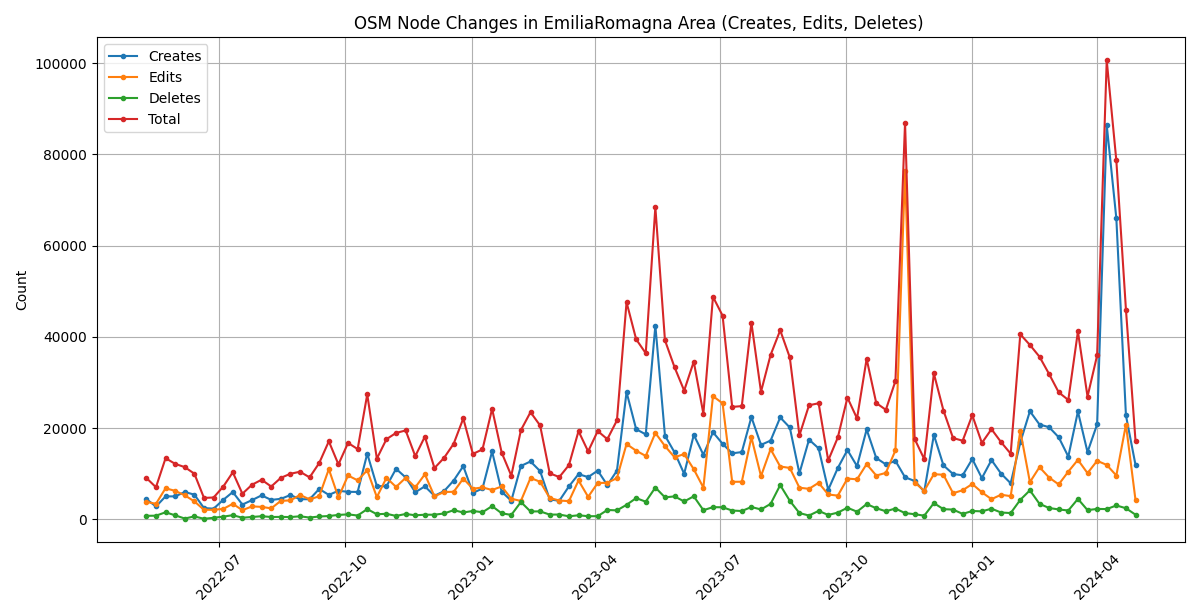 OSM Node Changes in EmiliaRomagna Area (Creates, Edits, Deletes)
Creates
Edits
Deletes
Total
Count
100000
80000
60000
40000
20000
0
2022-07
2022-10
2023-01
2023-04
2023-07
2023-10
2024-01
2024-04